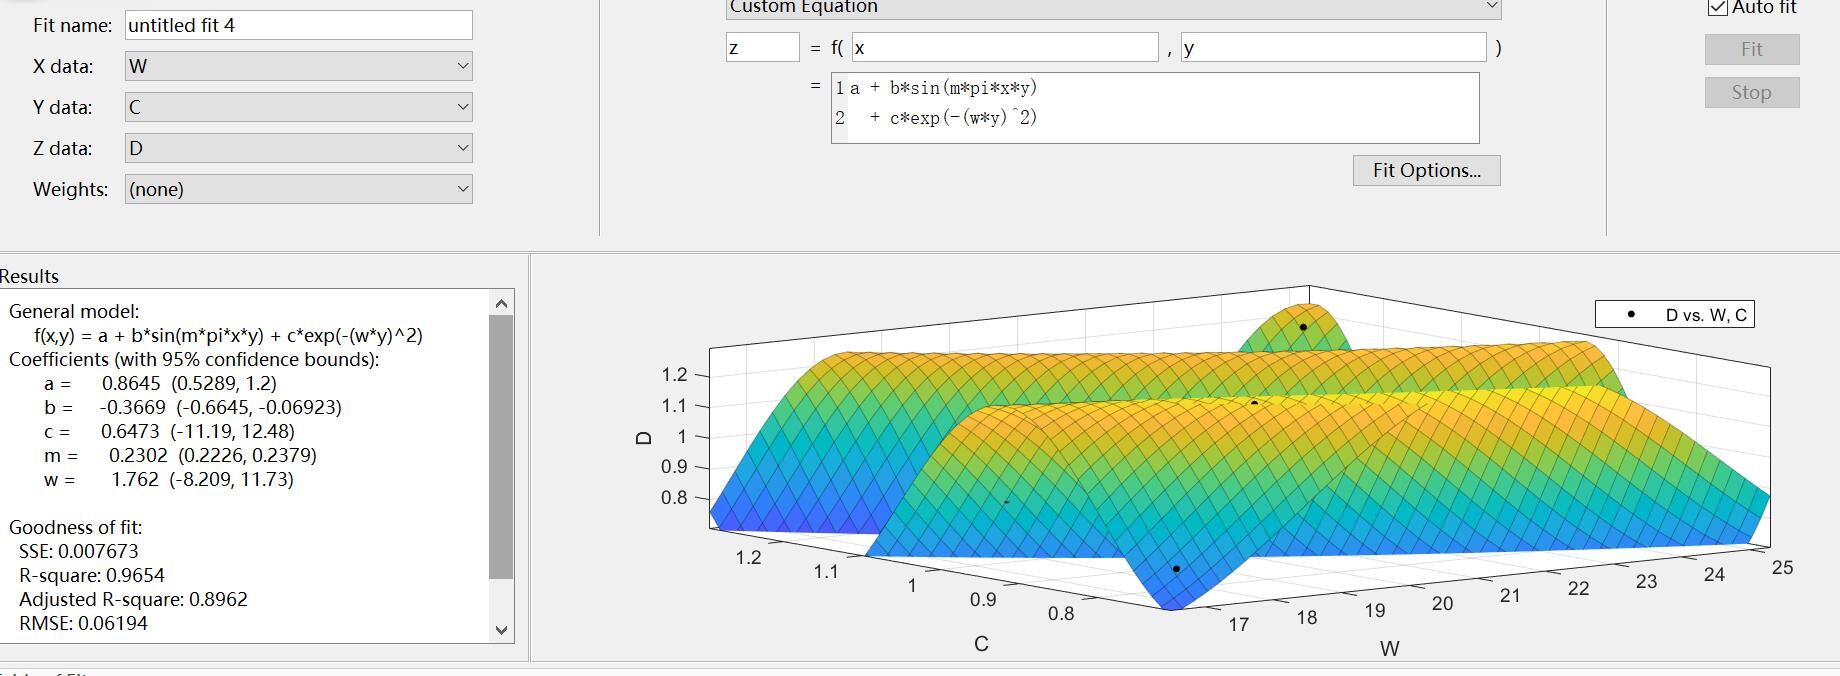 Fit name: untitled fit 4
X data: W
Y data: C
Z data: D
Weights: (none)
Custom Equation
z = f( x , y )
= 1 a + b*sin(m*pi*x*y)
2 + c*exp(-(w*y)^2)
Fit Options...
Auto fit
Fit
Stop
Results
General model:
f(x,y) = a + b*sin(m*pi*x*y) + c*exp(-(w*y)^2)
Coefficients (with 95% confidence bounds):
a = 0.8645 (0.5289, 1.2)
b = -0.3669 (-0.6645, -0.06923)
c = 0.6473 (-11.19, 12.48)
m = 0.2302 (0.2226, 0.2379)
w = 1.762 (-8.209, 11.73)
Goodness of fit:
SSE: 0.007673
R-square: 0.9654
Adjusted R-square: 0.8962
RMSE: 0.06194
D vs. W, C
1.2
1.1
1
0.9
0.8
D
1.2
1.1
1
0.9
0.8
C
17
18
19
20
21
22
23
24
25
W